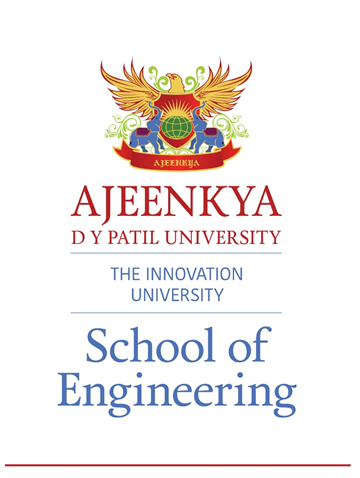 AJEENKYA
AJEENKYA
D Y PATIL UNIVERSITY
THE INNOVATION
UNIVERSITY
School of
Engineering